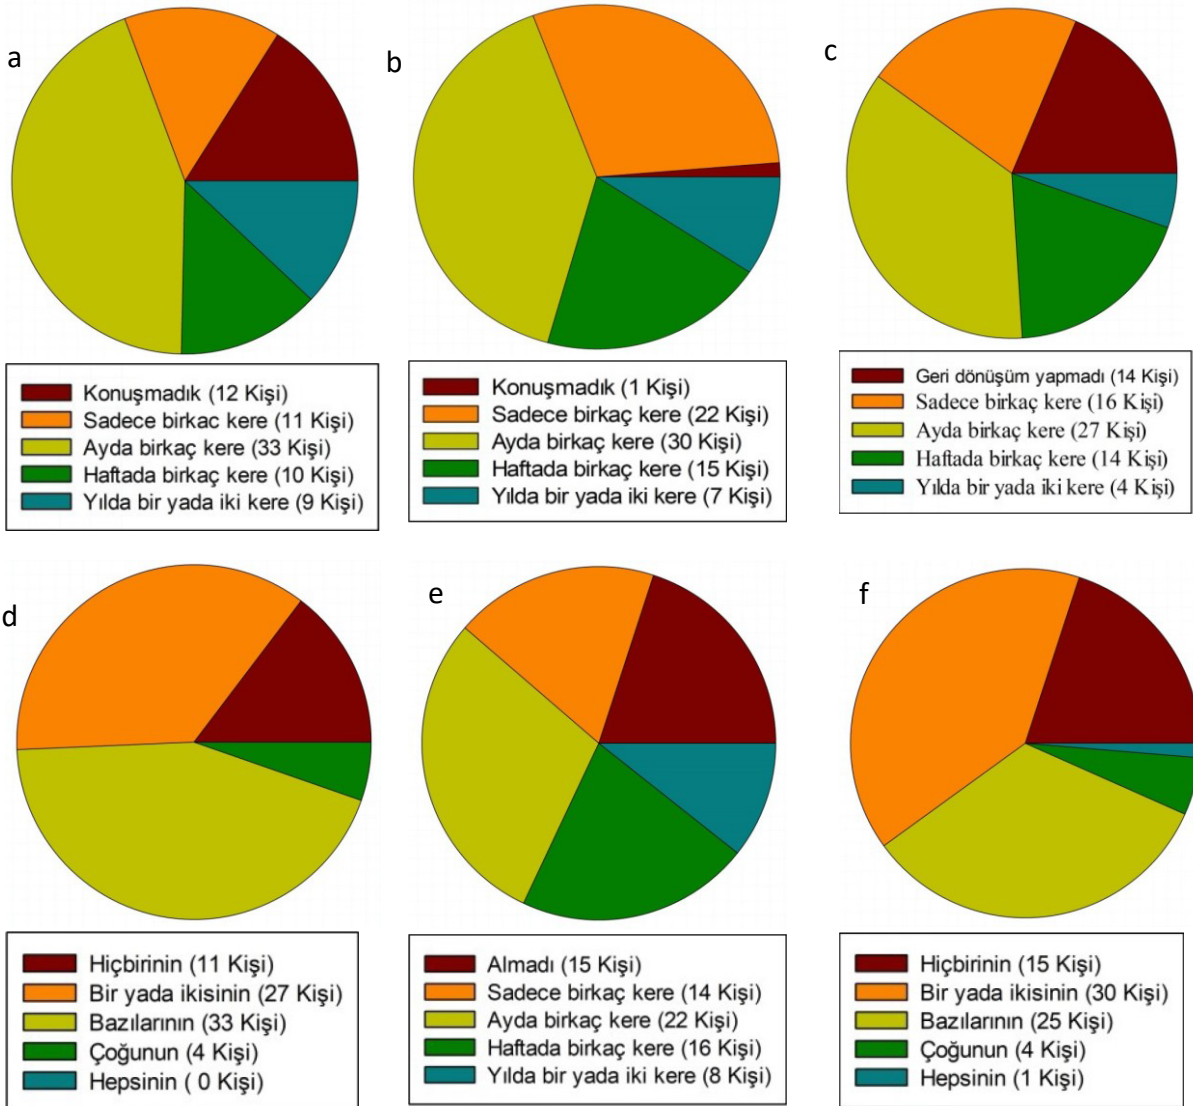 a
b
c
Konuşmadık (12 Kişi)
Sadece birkac kere (11 Kişi)
Ayda birkaç kere (33 Kişi)
Haftada birkaç kere (10 Kişi)
Yılda bir yada iki kere (9 Kişi)
Konuşmadık (1 Kişi)
Sadece birkaç kere (22 Kişi)
Ayda birkaç kere (30 Kişi)
Haftada birkaç kere (15 Kişi)
Yılda bir yada iki kere (7 Kişi)
Geri dönüşüm yapmadı (14 Kişi)
Sadece birkaç kere (16 Kişi)
Ayda birkaç kere (27 Kişi)
Haftada birkaç kere (14 Kişi)
Yılda bir yada iki kere (4 Kişi)
d
e
f
Hiçbirinin (11 Kişi)
Bir yada ikisinin (27 Kişi)
Bazılarının (33 Kişi)
Çoğunun (4 Kişi)
Hepsinin ( 0 Kişi)
Almadı (15 Kişi)
Sadece birkaç kere (14 Kişi)
Ayda birkaç kere (22 Kişi)
Haftada birkaç kere (16 Kişi)
Yılda bir yada iki kere (8 Kişi)
Hiçbirinin (15 Kişi)
Bir yada ikisinin (30 Kişi)
Bazılarının (25 Kişi)
Çoğunun (4 Kişi)
Hepsinin (1 Kişi)